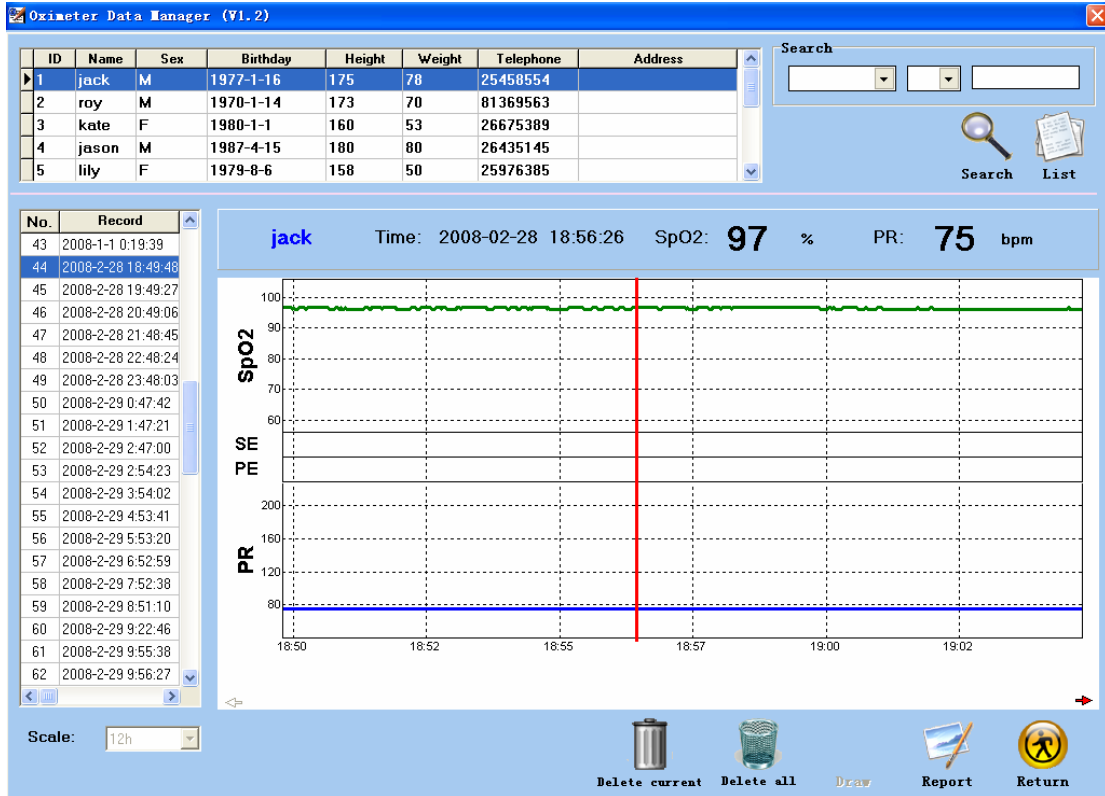 Oximeter Data Manager (V1.2)
ID Name Sex Birthday Height Weight Telephone Address
1 jack M 1977-1-16 175 78 25458554
2 roy M 1970-1-14 173 70 81369563
3 kate F 1980-1-1 160 53 26675389
4 jason M 1987-4-15 180 80 26435145
5 lily F 1979-8-6 158 50 25976385
Search
Search List
No. Record
43 2008-1-1 0:19:39
44 2008-2-28 18:49:48
45 2008-2-28 19:49:27
46 2008-2-28 20:49:06
47 2008-2-28 21:48:45
48 2008-2-28 22:48:24
49 2008-2-28 23:48:03
50 2008-2-29 0:47:42
51 2008-2-29 1:47:21
52 2008-2-29 2:47:00
53 2008-2-29 2:54:23
54 2008-2-29 3:54:02
55 2008-2-29 4:53:41
56 2008-2-29 5:53:20
57 2008-2-29 6:52:59
58 2008-2-29 7:52:38
59 2008-2-29 8:51:10
60 2008-2-29 9:22:46
61 2008-2-29 9:55:38
62 2008-2-29 9:56:27
jack Time: 2008-02-28 18:56:26 SpO2: 97 % PR: 75 bpm
SpO2
100
90
80
70
60
SE
PE
PR
200
160
120
80
18:50 18:52 18:55 18:57 19:00 19:02
Scale: 12h
Delete current Delete all Draw Report Return